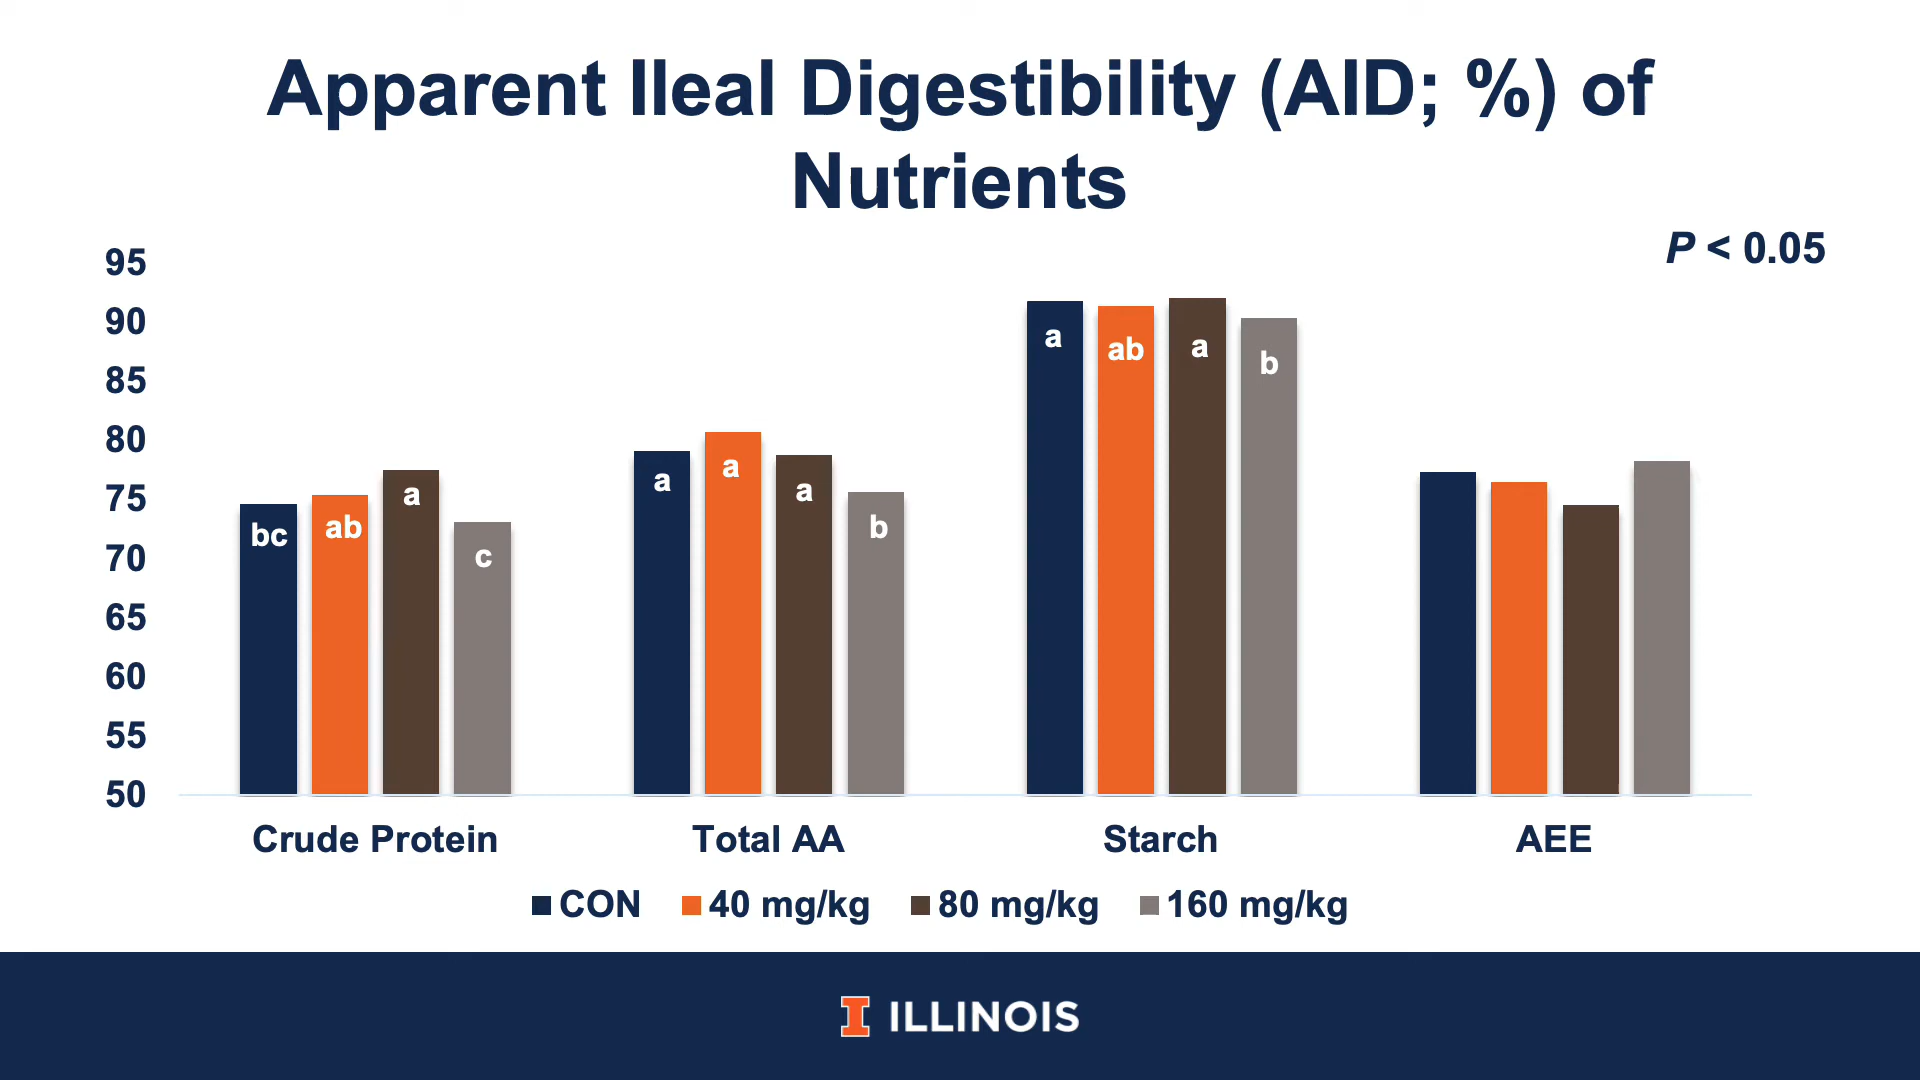 Apparent Ileal Digestibility (AID; %) of
Nutrients
P < 0.05
95
90
85
80
75
70
65
60
55
50
bc
ab
a
c
a
a
a
b
a
ab
a
b
Crude Protein
Total AA
Starch
AEE
CON
40 mg/kg
80 mg/kg
160 mg/kg
I ILLINOIS